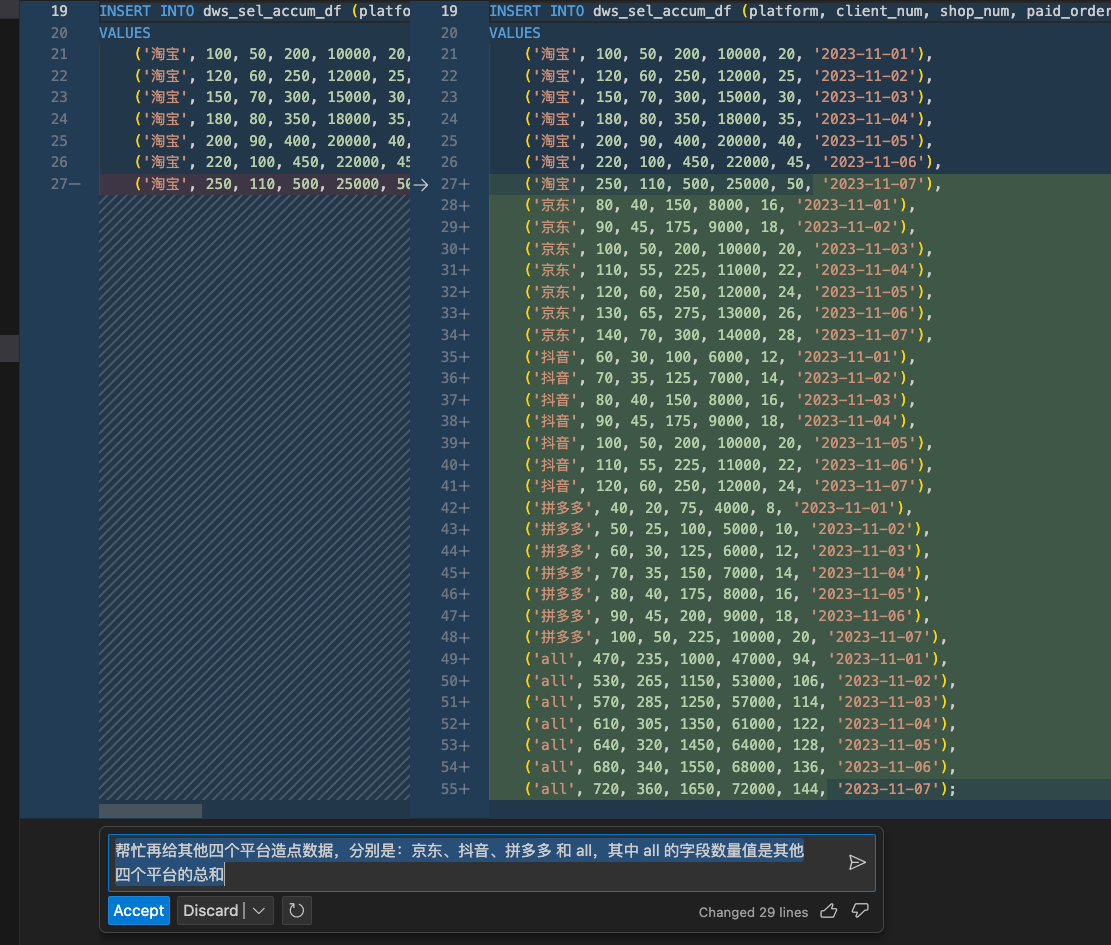 19 INSERT INTO dws_sel_accum_df (platfo
20 VALUES
21 ('淘宝', 100, 50, 200, 10000, 20,
22 ('淘宝', 120, 60, 250, 12000, 25,
23 ('淘宝', 150, 70, 300, 15000, 30,
24 ('淘宝', 180, 80, 350, 18000, 35,
25 ('淘宝', 200, 90, 400, 20000, 40,
26 ('淘宝', 220, 100, 450, 22000, 45
27— ('淘宝', 250, 110, 500, 25000, 50
19 INSERT INTO dws_sel_accum_df (platform, client_num, shop_num, paid_order
20 VALUES
21 ('淘宝', 100, 50, 200, 10000, 20, '2023-11-01'),
22 ('淘宝', 120, 60, 250, 12000, 25, '2023-11-02'),
23 ('淘宝', 150, 70, 300, 15000, 30, '2023-11-03'),
24 ('淘宝', 180, 80, 350, 18000, 35, '2023-11-04'),
25 ('淘宝', 200, 90, 400, 20000, 40, '2023-11-05'),
26 ('淘宝', 220, 100, 450, 22000, 45, '2023-11-06'),
27+ ('淘宝', 250, 110, 500, 25000, 50, '2023-11-07'),
28+ ('京东', 80, 40, 150, 8000, 16, '2023-11-01'),
29+ ('京东', 90, 45, 175, 9000, 18, '2023-11-02'),
30+ ('京东', 100, 50, 200, 10000, 20, '2023-11-03'),
31+ ('京东', 110, 55, 225, 11000, 22, '2023-11-04'),
32+ ('京东', 120, 60, 250, 12000, 24, '2023-11-05'),
33+ ('京东', 130, 65, 275, 13000, 26, '2023-11-06'),
34+ ('京东', 140, 70, 300, 14000, 28, '2023-11-07'),
35+ ('抖音', 60, 30, 100, 6000, 12, '2023-11-01'),
36+ ('抖音', 70, 35, 125, 7000, 14, '2023-11-02'),
37+ ('抖音', 80, 40, 150, 8000, 16, '2023-11-03'),
38+ ('抖音', 90, 45, 175, 9000, 18, '2023-11-04'),
39+ ('抖音', 100, 50, 200, 10000, 20, '2023-11-05'),
40+ ('抖音', 110, 55, 225, 11000, 22, '2023-11-06'),
41+ ('抖音', 120, 60, 250, 12000, 24, '2023-11-07'),
42+ ('拼多多', 40, 20, 75, 4000, 8, '2023-11-01'),
43+ ('拼多多', 50, 25, 100, 5000, 10, '2023-11-02'),
44+ ('拼多多', 60, 30, 125, 6000, 12, '2023-11-03'),
45+ ('拼多多', 70, 35, 150, 7000, 14, '2023-11-04'),
46+ ('拼多多', 80, 40, 175, 8000, 16, '2023-11-05'),
47+ ('拼多多', 90, 45, 200, 9000, 18, '2023-11-06'),
48+ ('拼多多', 100, 50, 225, 10000, 20, '2023-11-07'),
49+ ('all', 470, 235, 1000, 47000, 94, '2023-11-01'),
50+ ('all', 530, 265, 1150, 53000, 106, '2023-11-02'),
51+ ('all', 570, 285, 1250, 57000, 114, '2023-11-03'),
52+ ('all', 610, 305, 1350, 61000, 122, '2023-11-04'),
53+ ('all', 640, 320, 1450, 64000, 128, '2023-11-05'),
54+ ('all', 680, 340, 1550, 68000, 136, '2023-11-06'),
55+ ('all', 720, 360, 1650, 72000, 144, '2023-11-07');
帮忙再给其他四个平台造点数据，分别是：京东、抖音、拼多多 和 all，其中 all 的字段数量值是其他
四个平台的总和
Accept Discard Changed 29 lines